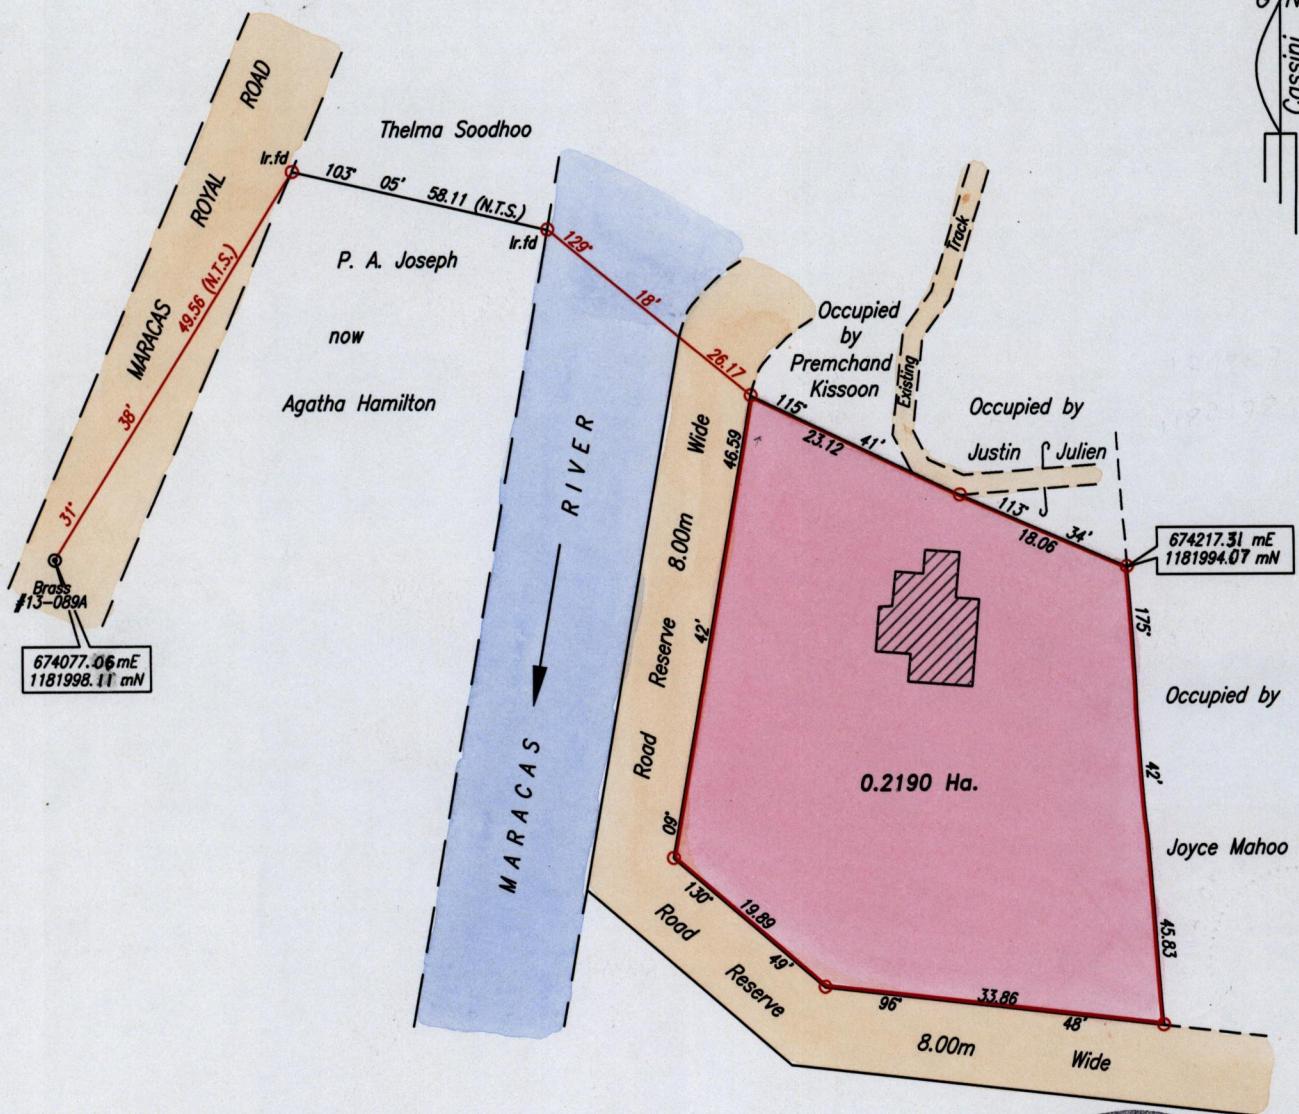 N
Cassini
ROAD
ROYAL
MARACAS
Ir.fd
Thelma Soodhoo
103° 05' 58.11 (N.T.S.)
Ir.fd
P. A. Joseph
now
Agatha Hamilton
31° 38' 49.56 (N.T.S.)
Brass
#13-089A
674077.06 mE
1181998.11 mN
129° 18' 26.17
MARACAS RIVER
Road Reserve 8.00m Wide
Occupied
by
Premchand
Kissoon
Existing Track
Occupied by
Justin Julien
115° 41'
23.12
113° 34'
18.06
674217.31 mE
1181994.07 mN
09° 42' 46.59
175° 42' 45.83
0.2190 Ha.
Occupied by
Joyce Mahoo
130° 49'
19.89
96° 48'
33.86
Road Reserve
8.00m Wide